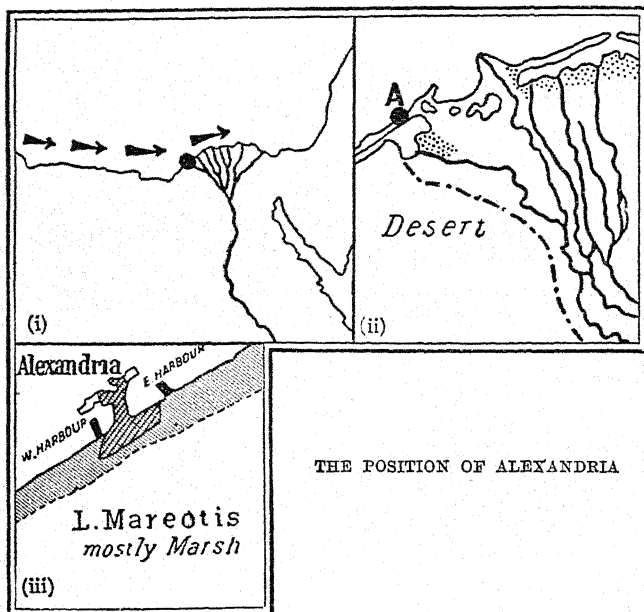 (i)
A
Desert
(ii)
Alexandria
E. HARBOUR
W. HARBOUR
L. Mareotis
mostly Marsh
(iii)
THE POSITION OF ALEXANDRIA